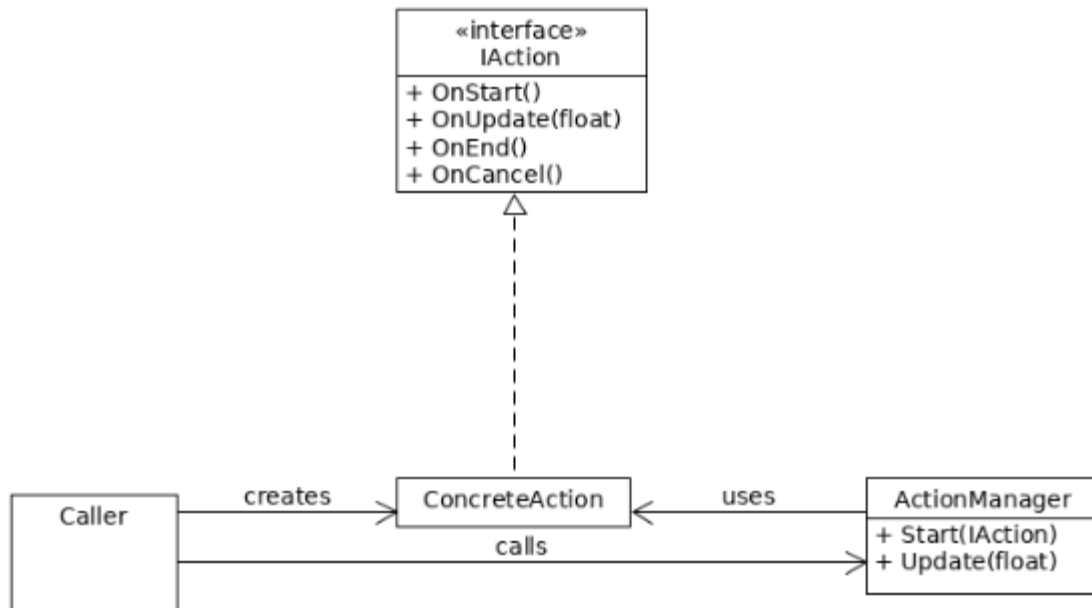 «interface»
IAction
+ OnStart()
+ OnUpdate(float)
+ OnEnd()
+ OnCancel()
Caller
creates
ConcreteAction
uses
ActionManager
+ Start(IAction)
+ Update(float)
calls